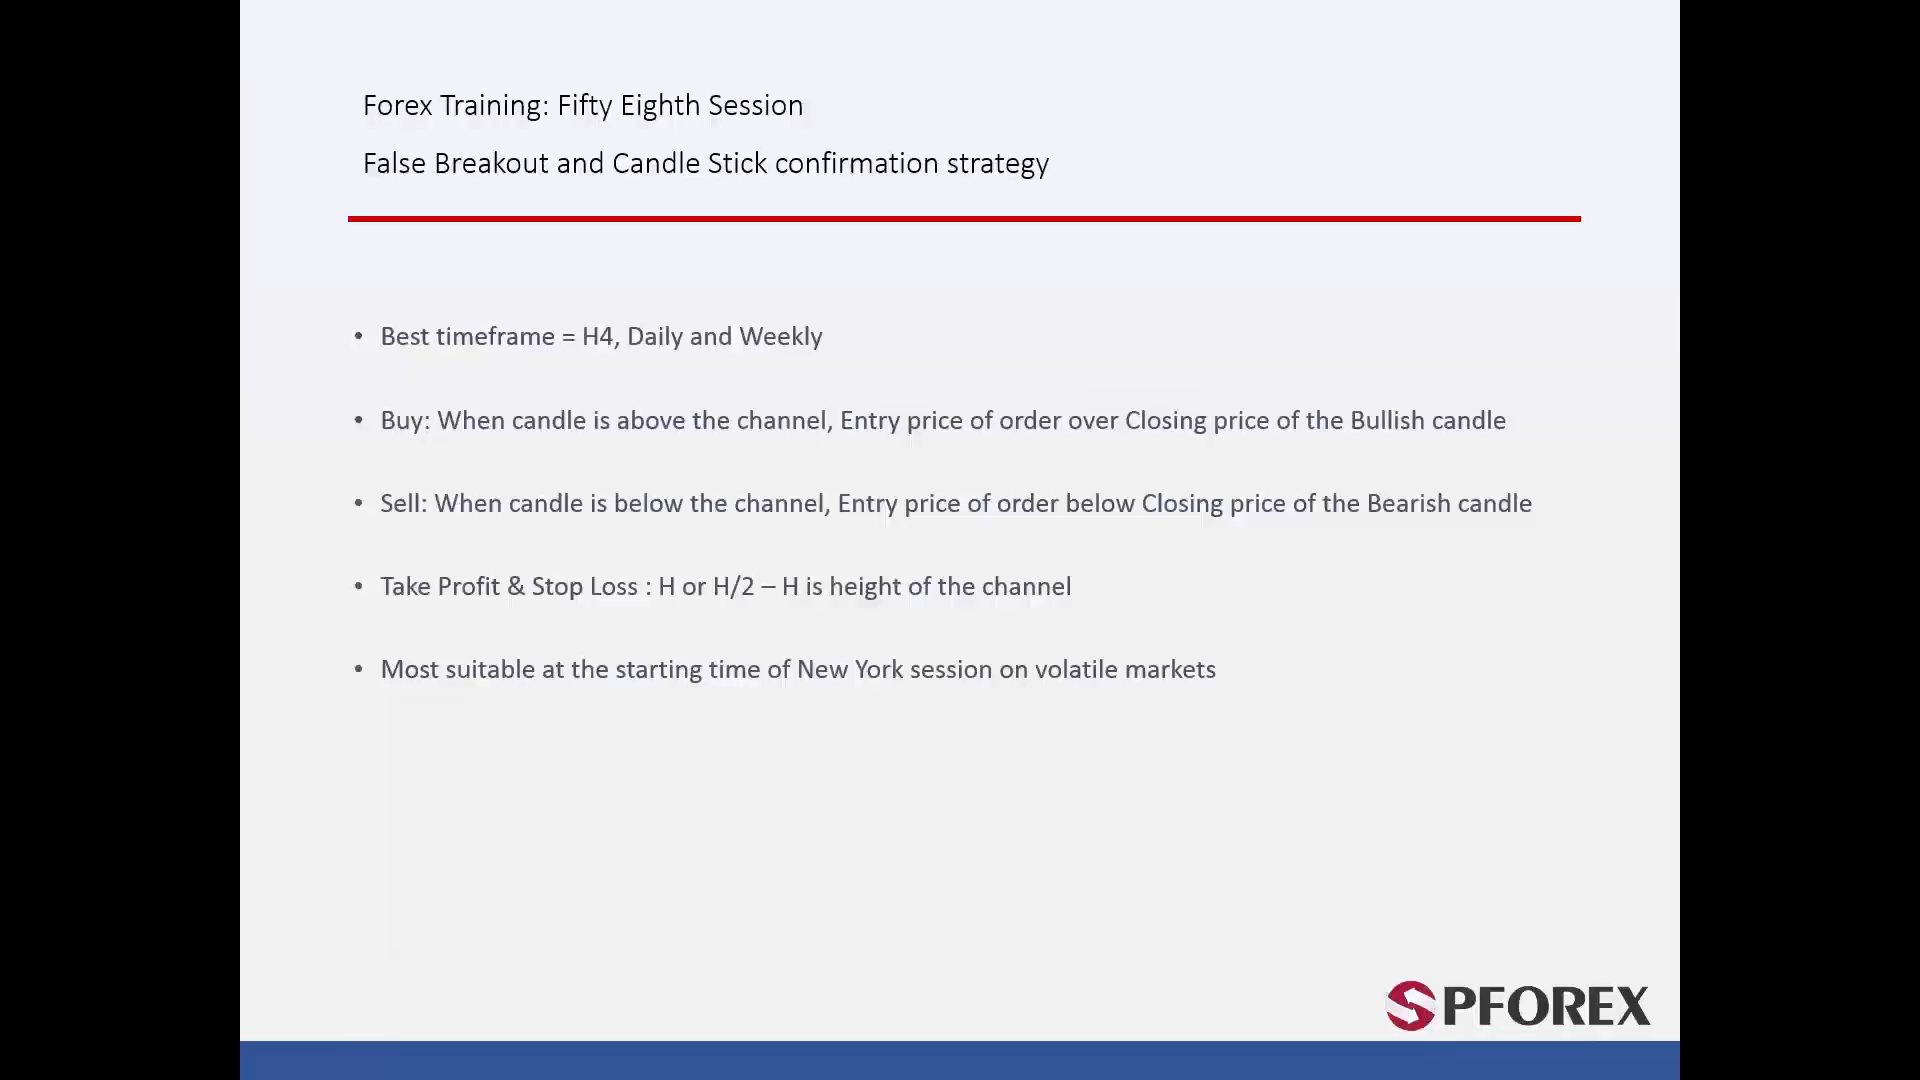 Forex Training: Fifty Eighth Session
False Breakout and Candle Stick confirmation strategy
• Best timeframe = H4, Daily and Weekly
• Buy: When candle is above the channel, Entry price of order over Closing price of the Bullish candle
• Sell: When candle is below the channel, Entry price of order below Closing price of the Bearish candle
• Take Profit & Stop Loss : H or H/2 – H is height of the channel
• Most suitable at the starting time of New York session on volatile markets
SPFOREX